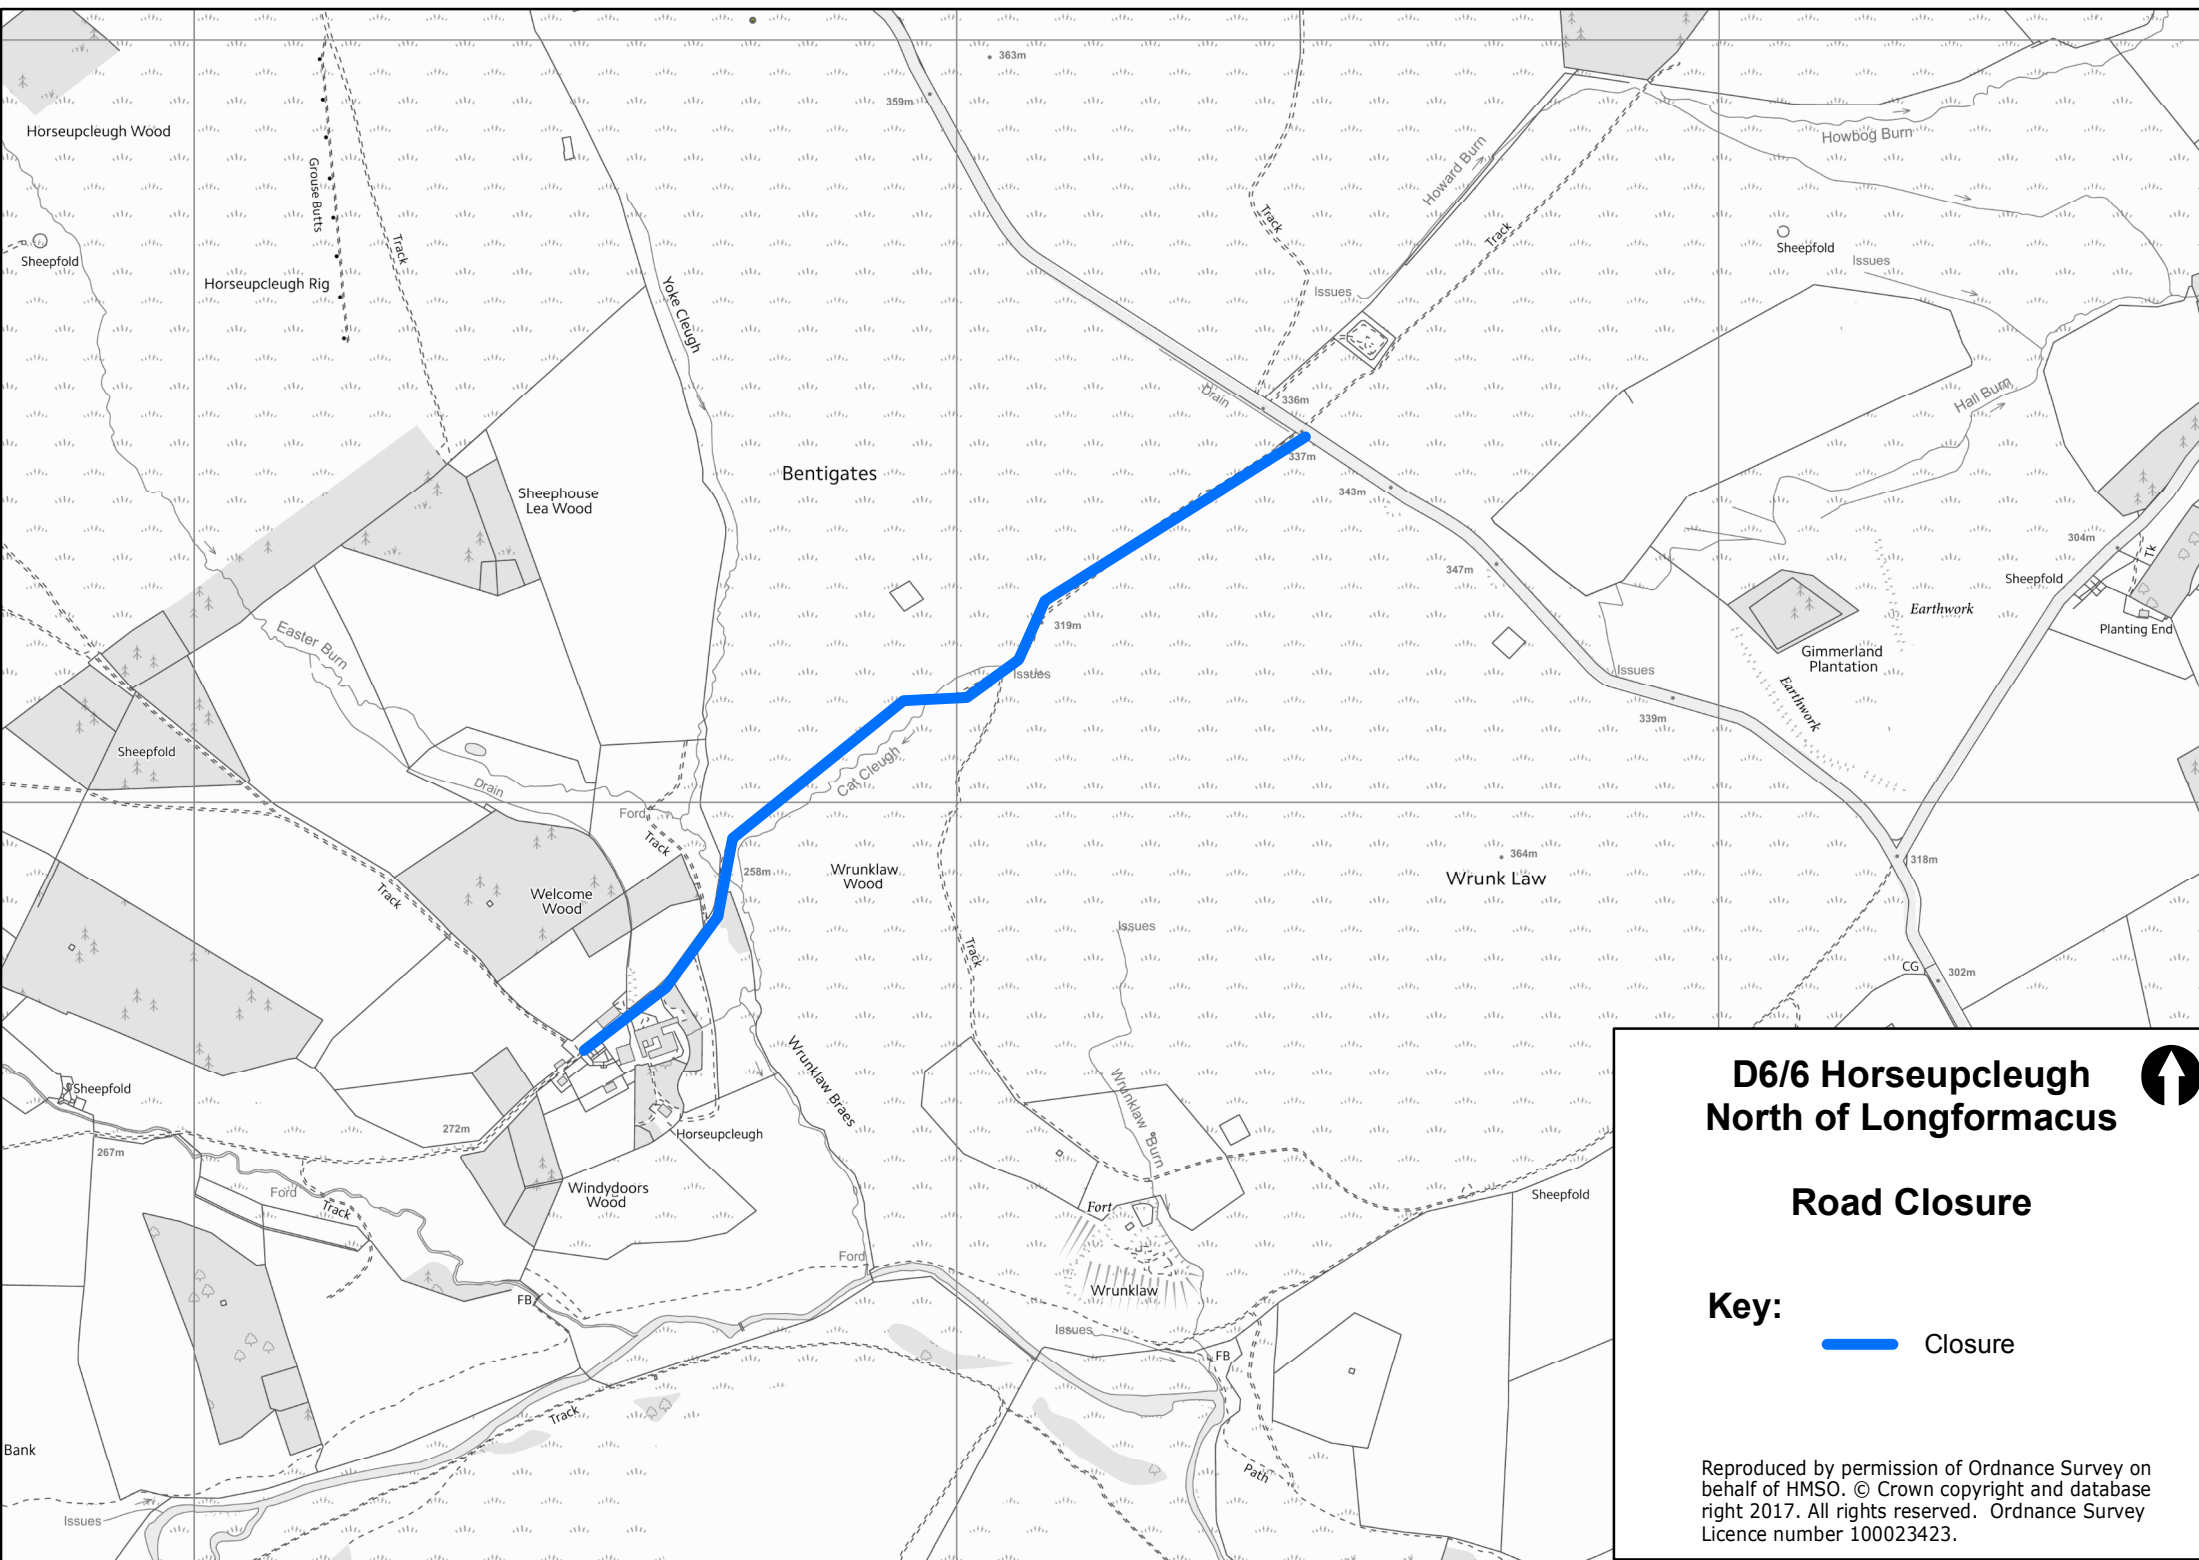 363m
359m
Horseupcleugh Wood
Grouse Butts
Track
Sheepfold
Horseupcleugh Rig
Yoke Cleugh
Howard Burn
Howbog Burn
Track
Track
Issues
Sheepfold
Issues
Drain
336m
Hall Burn
337m
Bentigates
343m
Sheephouse
Lea Wood
347m
304m
Tk
Sheepfold
Earthwork
Planting End
Easter Burn
319m
Issues
Gimmerland
Plantation
Issues
Earthwork
339m
Sheepfold
Drain
Cat Cleugh
Ford
Track
258m
Wrunklaw
Wood
364m
Wrunk Law
318m
Welcome
Wood
Track
Issues
Track
CG
302m
Wrunklaw Braes
Wrunklaw Burn
Sheepfold
272m
Horseupcleugh
267m
Ford
Track
Windydoors
Wood
Fort
Sheepfold
Ford
Wrunklaw
FB
Issues
FB
Track
Bank
Path
Issues
D6/6 Horseupcleugh
North of Longformacus
Road Closure
Key:
Closure
Reproduced by permission of Ordnance Survey on
behalf of HMSO. © Crown copyright and database
right 2017. All rights reserved. Ordnance Survey
Licence number 100023423.